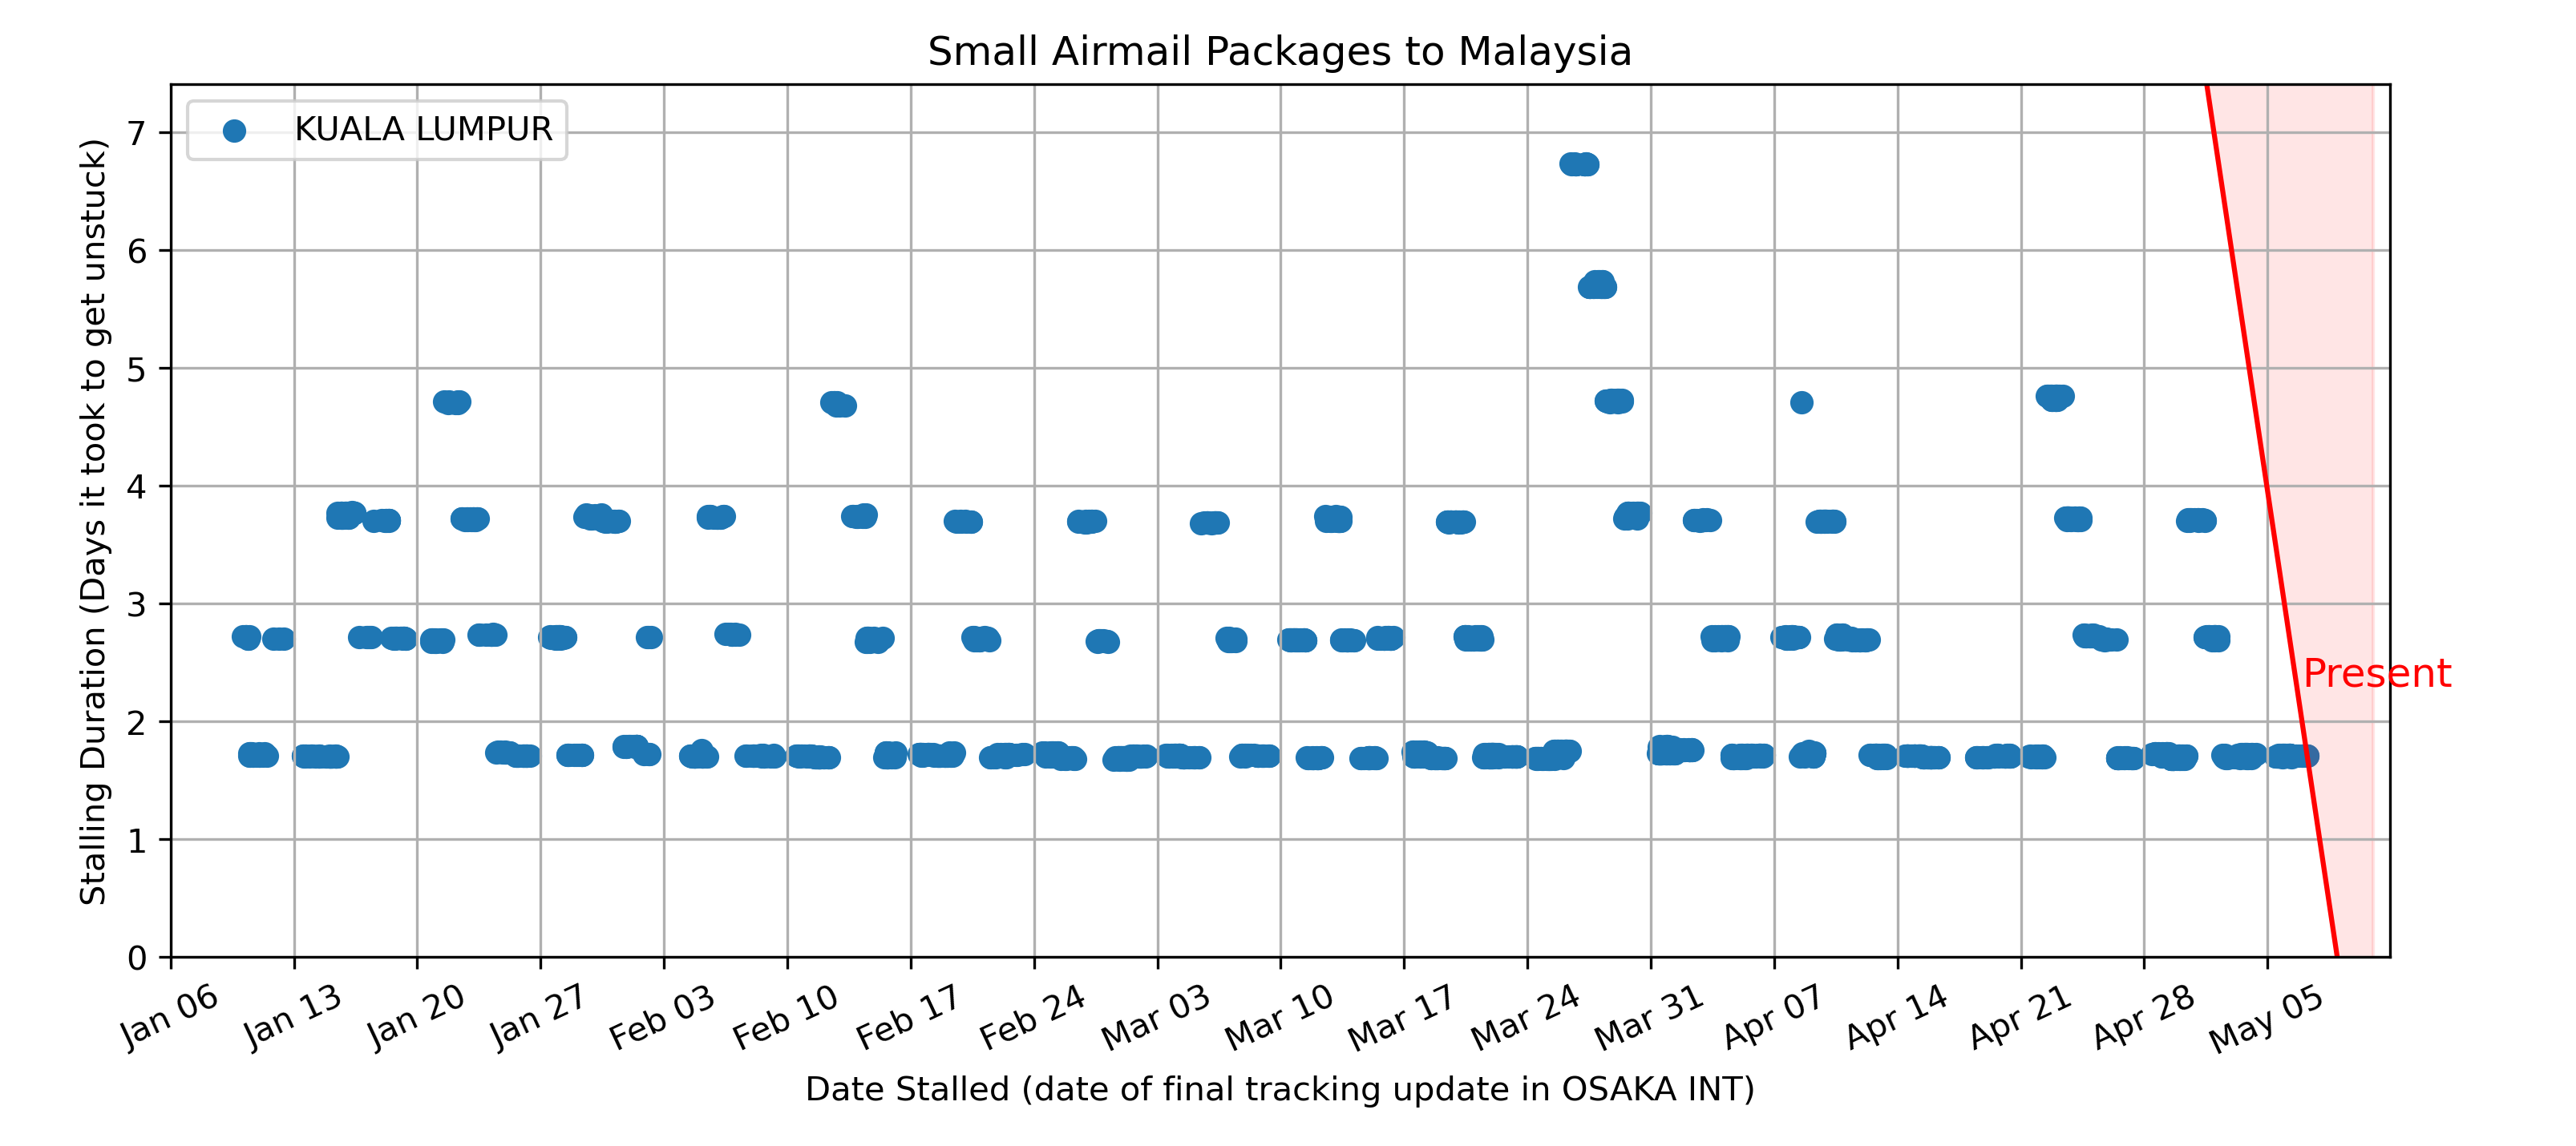 Small Airmail Packages to Malaysia
KUALA LUMPUR
Stalling Duration (Days it took to get unstuck)
7
6
5
4
3
2
1
0
Present
Jan 06
Jan 13
Jan 20
Jan 27
Feb 03
Feb 10
Feb 17
Feb 24
Mar 03
Mar 10
Mar 17
Mar 24
Mar 31
Apr 07
Apr 14
Apr 21
Apr 28
May 05
Date Stalled (date of final tracking update in OSAKA INT)